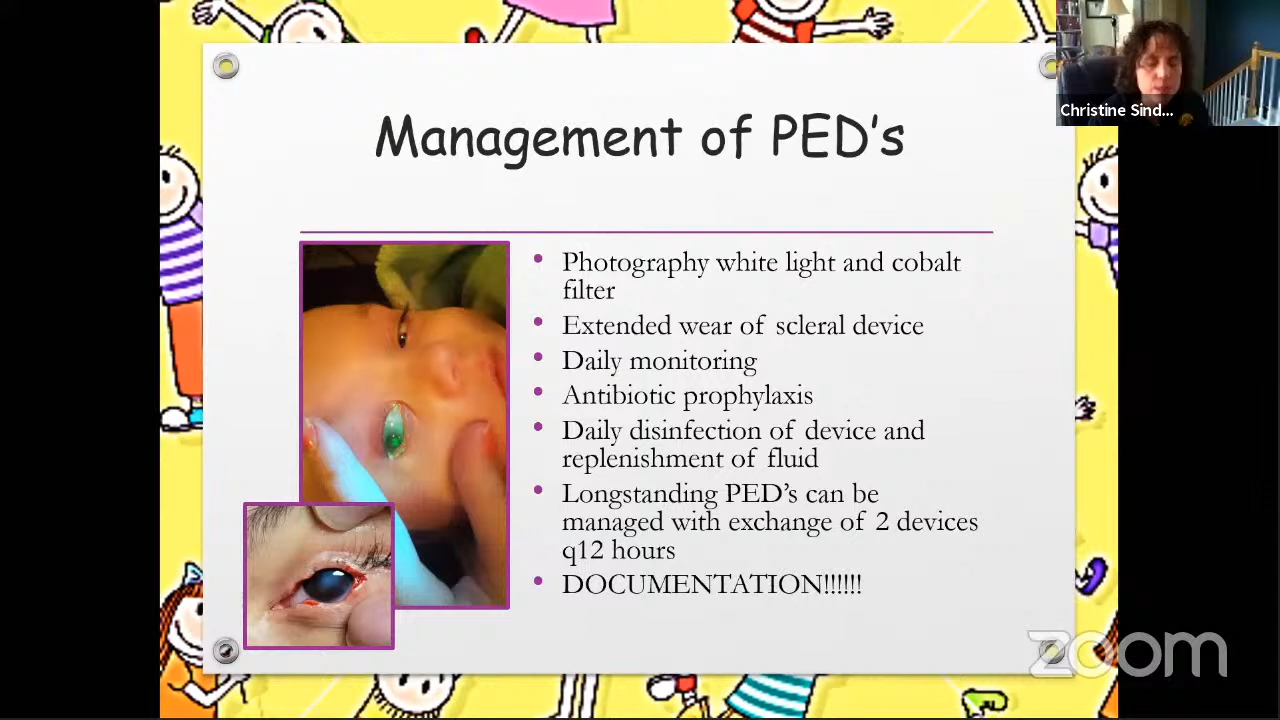 Management of PED's
Christine Sind...
Photography white light and cobalt
filter
Extended wear of scleral device
Daily monitoring
Antibiotic prophylaxis
Daily disinfection of device and
replenishment of fluid
Longstanding PED's can be
managed with exchange of 2 devices
q12 hours
DOCUMENTATION!!!!!!
zoom